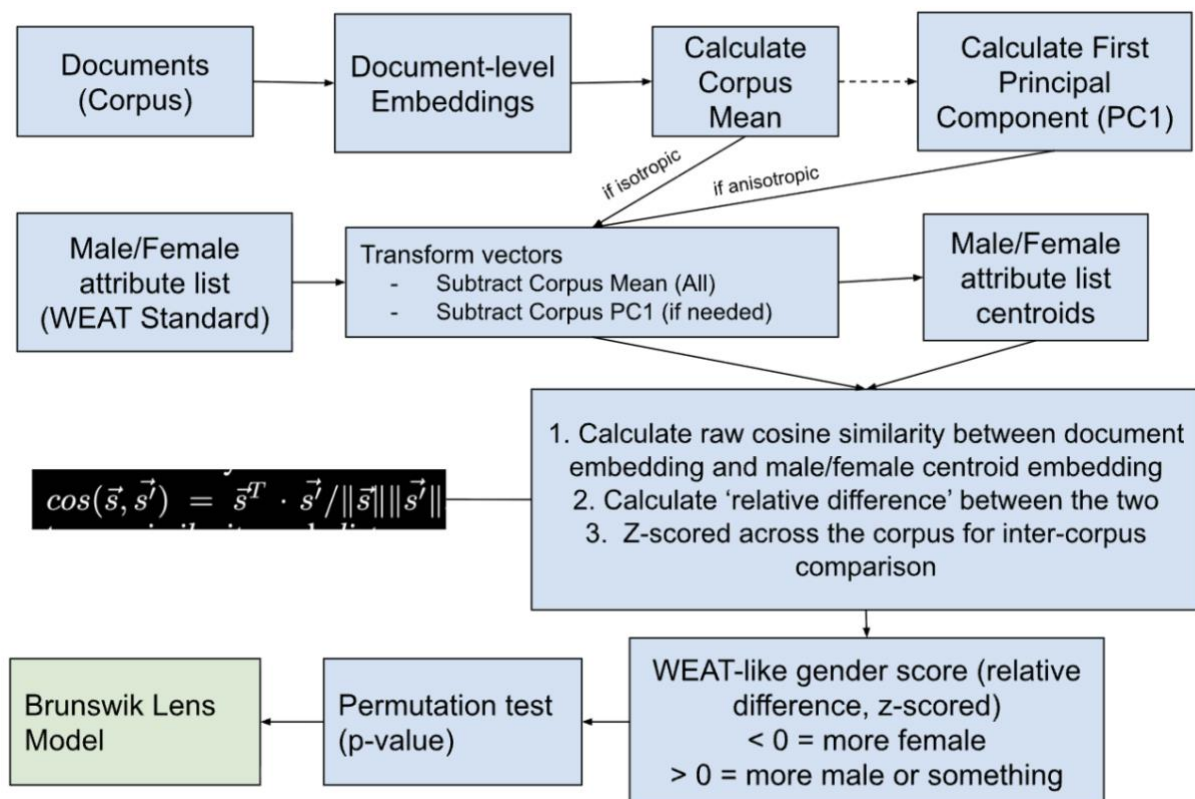 Documents
(Corpus)
Document-level
Embeddings
Calculate
Corpus
Mean
Calculate First
Principal
Component (PC1)
if isotropic
if anisotropic
Male/Female
attribute list
(WEAT Standard)
Transform vectors
- Subtract Corpus Mean (All)
- Subtract Corpus PC1 (if needed)
Male/Female
attribute list
centroids
cos(s⃗, s⃗′) = s⃗ᵀ · s⃗′/‖s⃗‖‖s⃗′‖
1. Calculate raw cosine similarity between document
embedding and male/female centroid embedding
2. Calculate ‘relative difference’ between the two
3. Z-scored across the corpus for inter-corpus
comparison
WEAT-like gender score (relative
difference, z-scored)
< 0 = more female
> 0 = more male or something
Permutation test
(p-value)
Brunswik Lens
Model